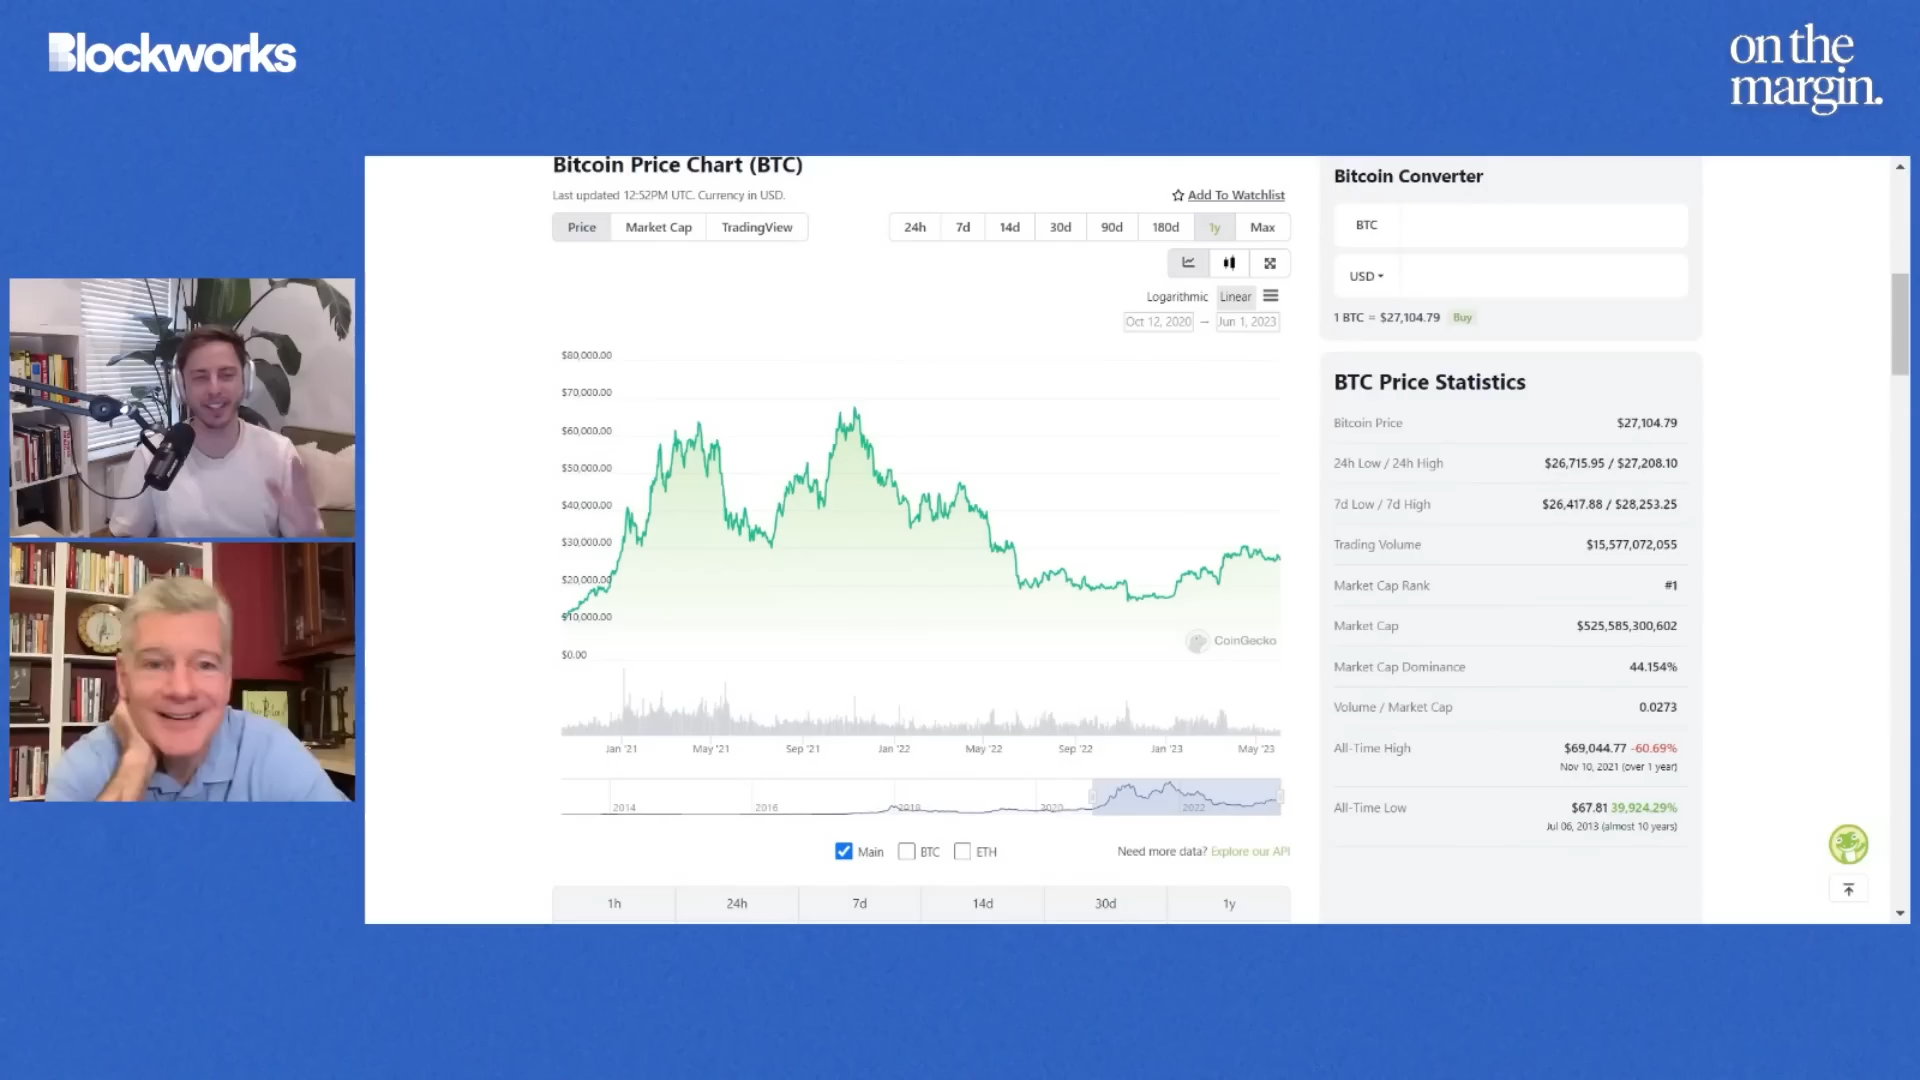 Blockworks
on the
margin.
Bitcoin Price Chart (BTC)
Last updated 12:52PM UTC. Currency in USD.
Add To Watchlist
Price Market Cap TradingView
24h 7d 14d 30d 90d 180d 1y Max
Logarithmic Linear
Oct 12, 2020 → Jun 1, 2023
$80,000.00
$70,000.00
$60,000.00
$50,000.00
$40,000.00
$30,000.00
$20,000.00
$10,000.00
$0.00
CoinGecko
Jan '21 May '21 Sep '21 Jan '22 May '22 Sep '22 Jan '23 May '23
2014 2016 2018 2020 2022
Main BTC ETH
Need more data? Explore our API
1h 24h 7d 14d 30d 1y
Bitcoin Converter
BTC
USD
1 BTC = $27,104.79 Buy
BTC Price Statistics
Bitcoin Price $27,104.79
24h Low / 24h High $26,715.95 / $27,208.10
7d Low / 7d High $26,417.88 / $28,253.25
Trading Volume $15,577,072,055
Market Cap Rank #1
Market Cap $525,585,300,602
Market Cap Dominance 44.154%
Volume / Market Cap 0.0273
All-Time High $69,044.77 -60.69%
Nov 10, 2021 (over 1 year)
All-Time Low $67.81 39,924.29%
Jul 06, 2013 (almost 10 years)